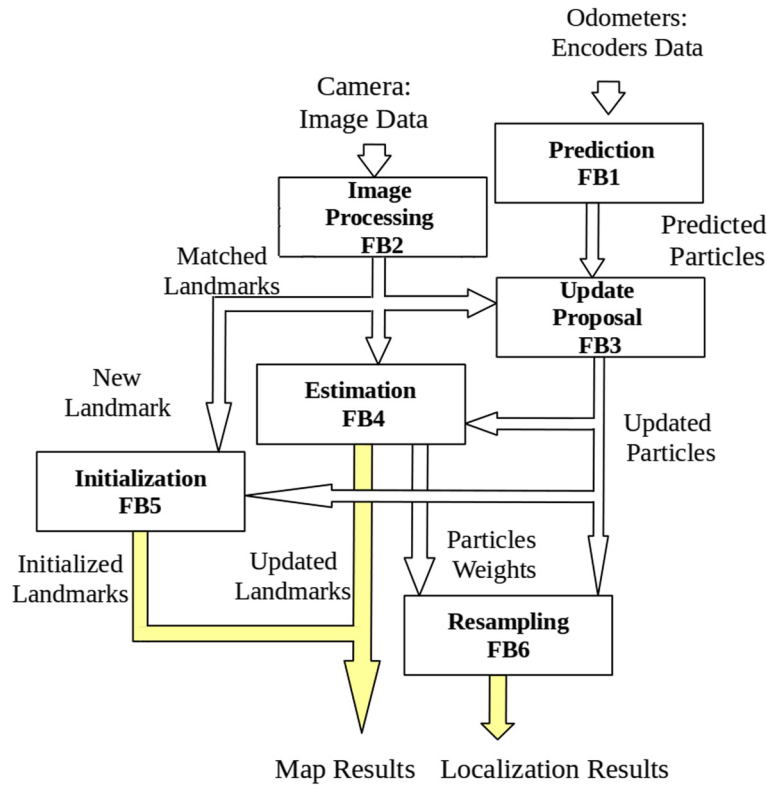 Odometers:
Encoders Data
Camera:
Image Data
Prediction
FB1
Image
Processing
FB2
Predicted
Particles
Matched
Landmarks
Update
Proposal
FB3
New
Landmark
Estimation
FB4
Updated
Particles
Initialization
FB5
Initialized
Landmarks
Updated
Landmarks
Particles
Weights
Resampling
FB6
Map Results
Localization Results